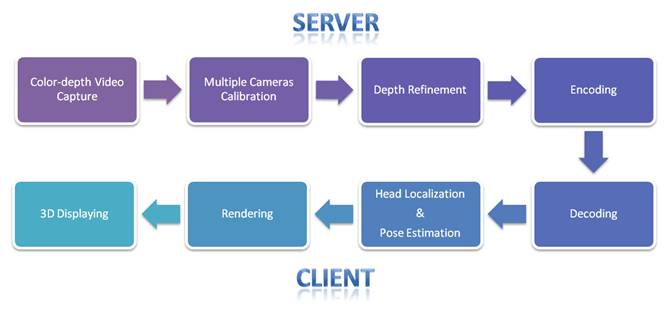 SERVER
Color-depth Video
Capture
Multiple Cameras
Calibration
Depth Refinement
Encoding
3D Displaying
Rendering
Head Localization
&
Pose Estimation
Decoding
CLIENT